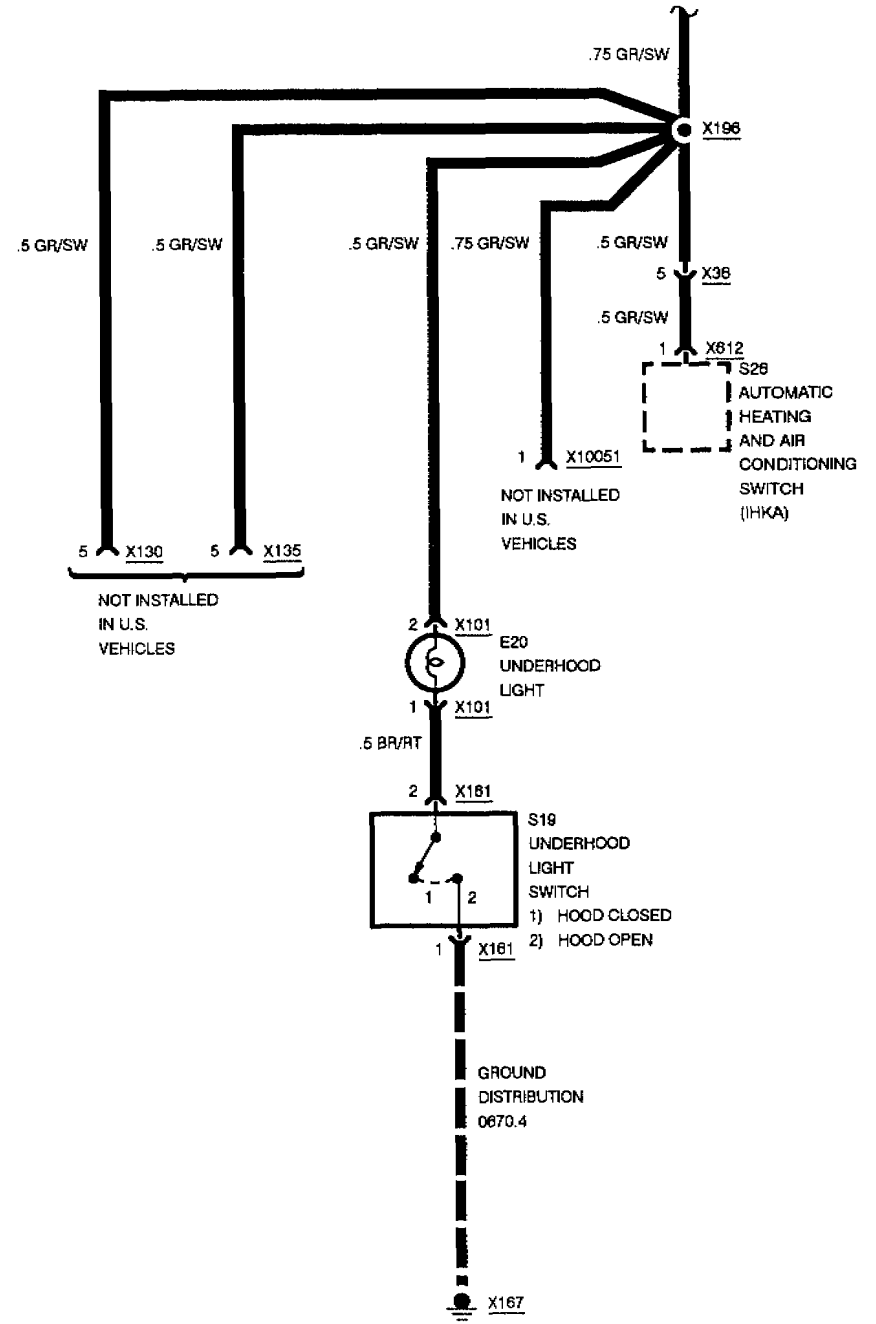 .75 GR/SW
X196
.5 GR/SW
.5 GR/SW
.5 GR/SW
.75 GR/SW
.5 GR/SW
5
X36
.5 GR/SW
1
X612
S26
AUTOMATIC
HEATING
AND AIR
CONDITIONING
SWITCH
(IHKA)
1
X10051
NOT INSTALLED
IN U.S.
VEHICLES
5
X130
5
X135
NOT INSTALLED
IN U.S.
VEHICLES
2
X101
E20
UNDERHOOD
LIGHT
1
X101
.5 BR/RT
2
X161
S19
UNDERHOOD
LIGHT
SWITCH
1) HOOD CLOSED
2) HOOD OPEN
1
2
1
X161
GROUND
DISTRIBUTION
0670.4
X167